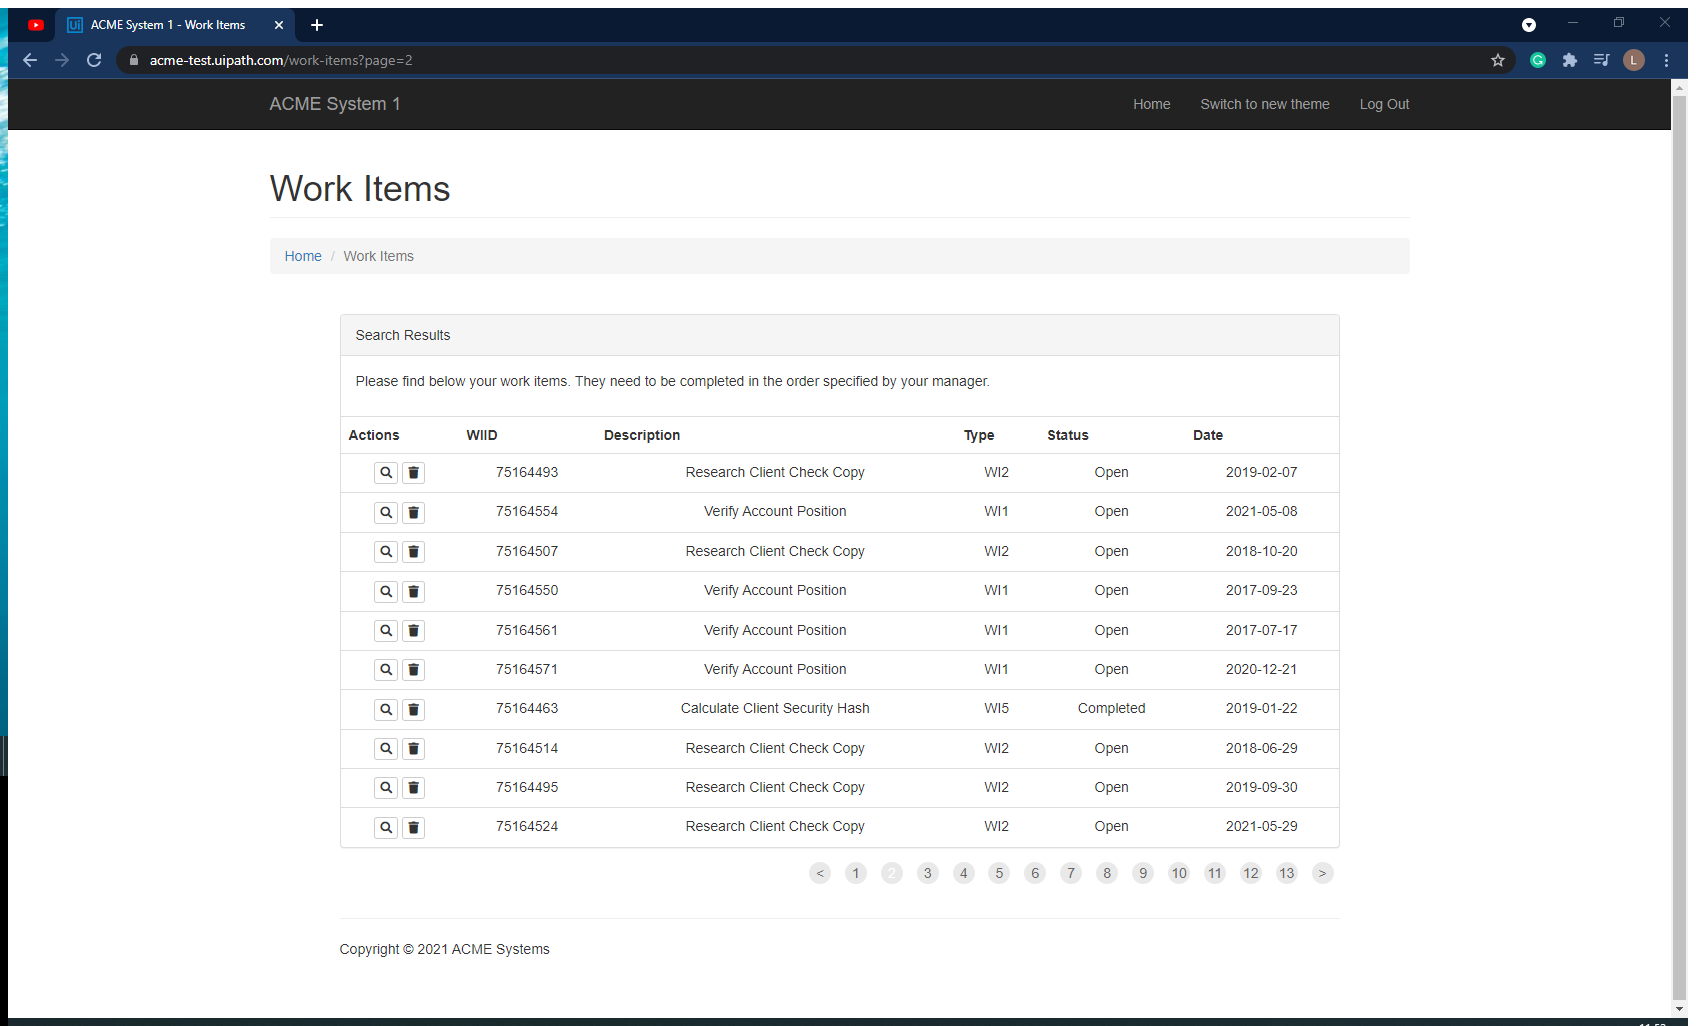 ACME System 1 - Work Items
acme-test.uipath.com/work-items?page=2
L
ACME System 1 Home Switch to new theme Log Out
Work Items
Home / Work Items
Search Results
Please find below your work items. They need to be completed in the order specified by your manager.
Actions WIID Description Type Status Date
75164493 Research Client Check Copy WI2 Open 2019-02-07
75164554 Verify Account Position WI1 Open 2021-05-08
75164507 Research Client Check Copy WI2 Open 2018-10-20
75164550 Verify Account Position WI1 Open 2017-09-23
75164561 Verify Account Position WI1 Open 2017-07-17
75164571 Verify Account Position WI1 Open 2020-12-21
75164463 Calculate Client Security Hash WI5 Completed 2019-01-22
75164514 Research Client Check Copy WI2 Open 2018-06-29
75164495 Research Client Check Copy WI2 Open 2019-09-30
75164524 Research Client Check Copy WI2 Open 2021-05-29
< 1 2 3 4 5 6 7 8 9 10 11 12 13 >
Copyright © 2021 ACME Systems